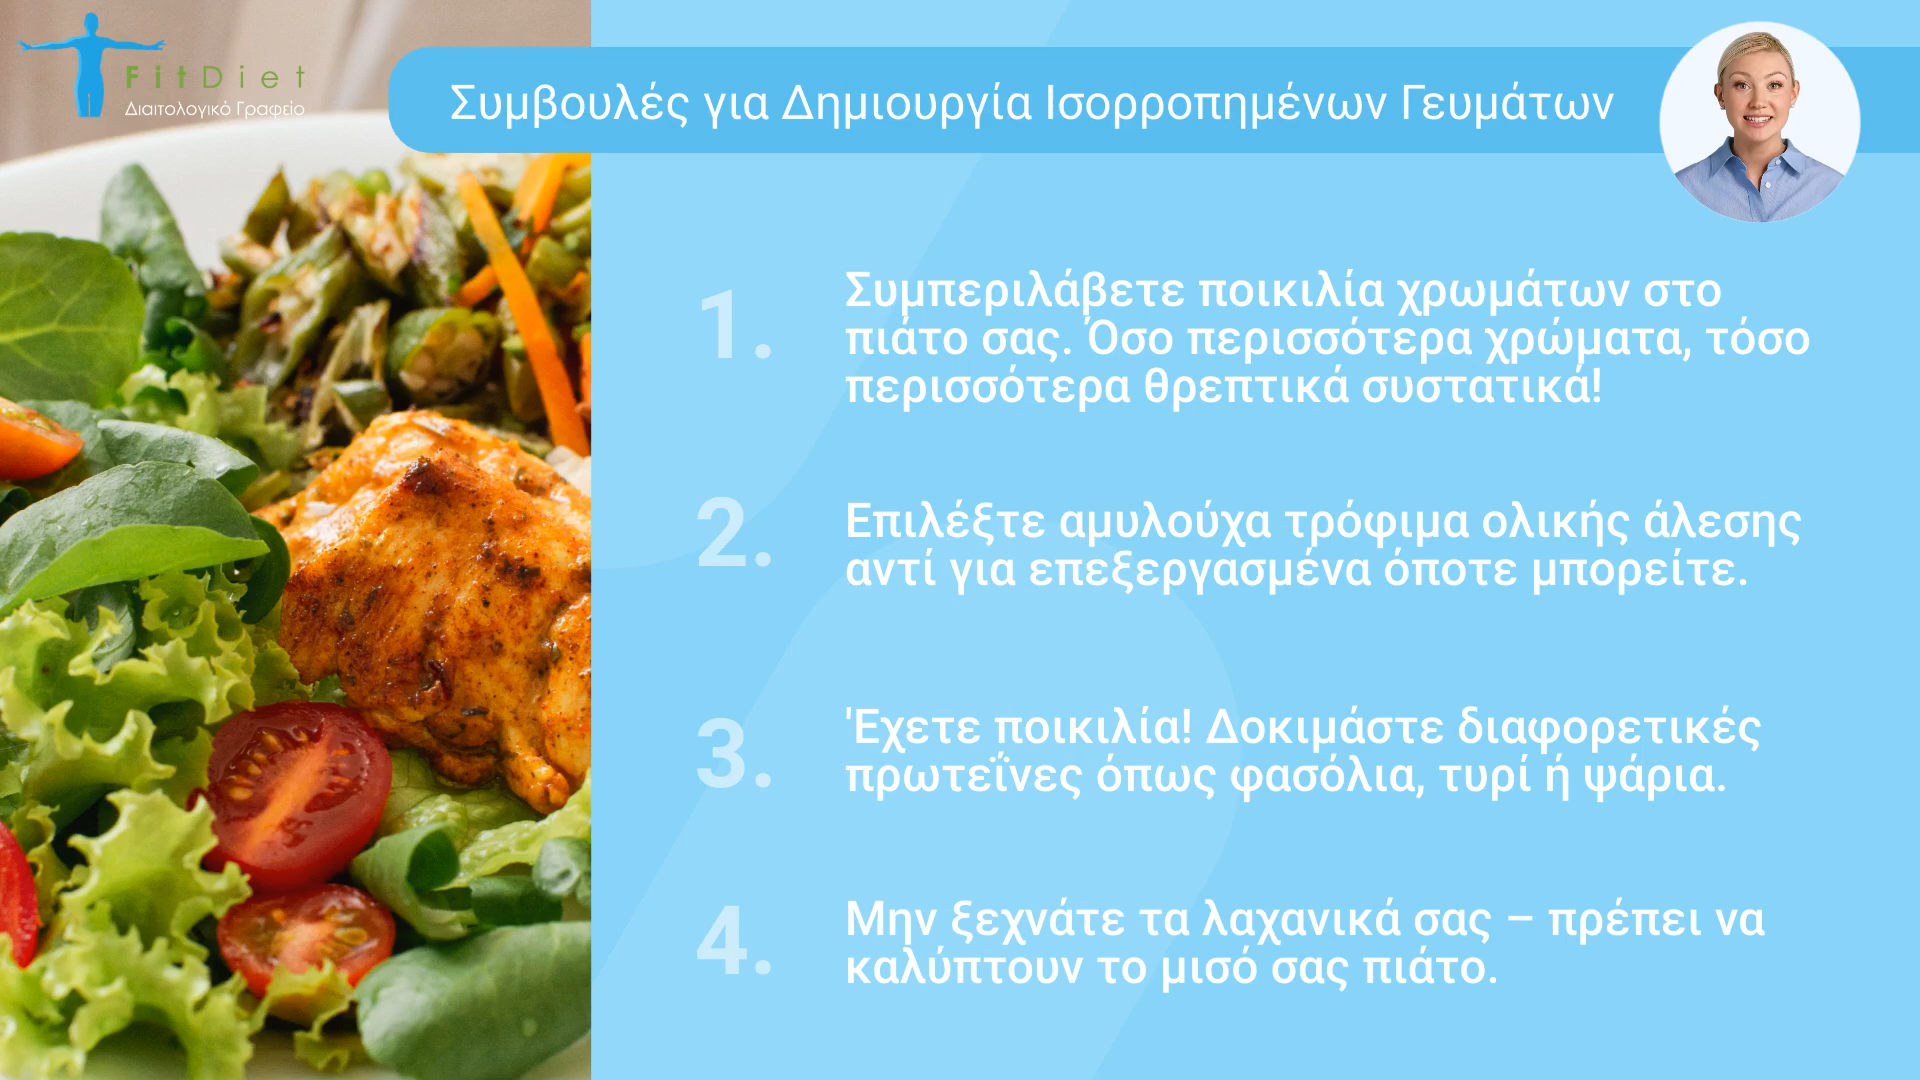 FitDiet
Διαιτολογικό Γραφείο
Συμβουλές για Δημιουργία Ισορροπημένων Γευμάτων
1.
Συμπεριλάβετε ποικιλία χρωμάτων στο
πιάτο σας. Όσο περισσότερα χρώματα, τόσο
περισσότερα θρεπτικά συστατικά!
2.
Επιλέξτε αμυλούχα τρόφιμα ολικής άλεσης
αντί για επεξεργασμένα όποτε μπορείτε.
3.
'Έχετε ποικιλία! Δοκιμάστε διαφορετικές
πρωτεΐνες όπως φασόλια, τυρί ή ψάρια.
4.
Μην ξεχνάτε τα λαχανικά σας – πρέπει να
καλύπτουν το μισό σας πιάτο.